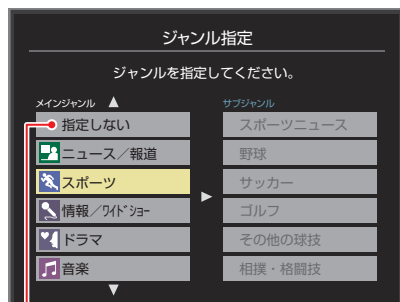 ジャンル指定
ジャンルを指定してください。
メインジャンル
指定しない
ニュース／報道
スポーツ
情報／ﾜｲﾄﾞｼｮｰ
ドラマ
音楽
サブジャンル
スポーツニュース
野球
サッカー
ゴルフ
その他の球技
相撲・格闘技